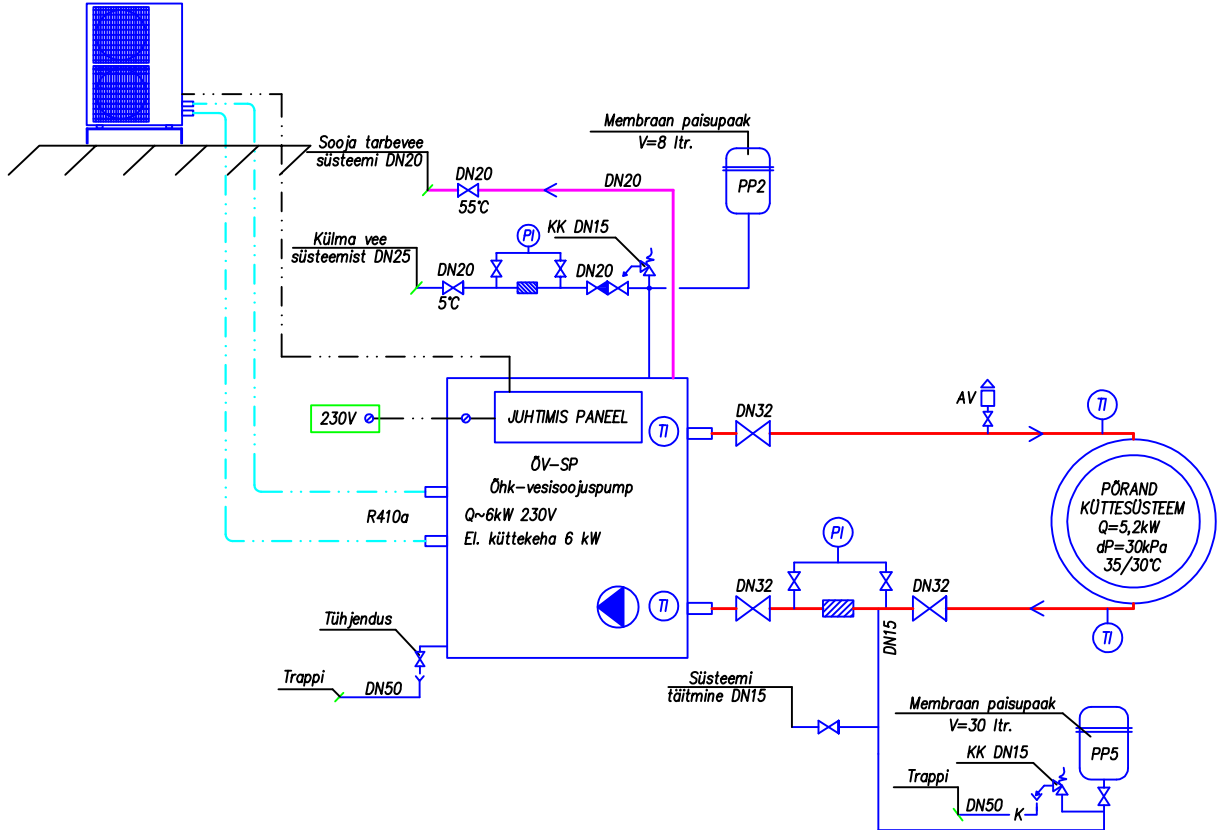 Membraan paisupaak
V=8 ltr.
PP2
Sooja tarbevee
süsteemi DN20
DN20
55°C
DN20
Külma vee
süsteemist DN25
DN20
5°C
PI
KK DN15
DN20
230V
JUHTIMIS PANEEL
TI
DN32
AV
TI
ÕV-SP
Õhk-vesisoojuspump
Q~6kW 230V
El. küttekeha 6 kW
R410a
PÕRAND
KÜTTESÜSTEEM
Q=5,2kW
dP=30kPa
35/30°C
PI
TI
DN32
DN32
TI
DN15
Tühjendus
Trappi
DN50
Süsteemi
täitmine DN15
Membraan paisupaak
V=30 ltr.
PP5
KK DN15
Trappi
DN50
K